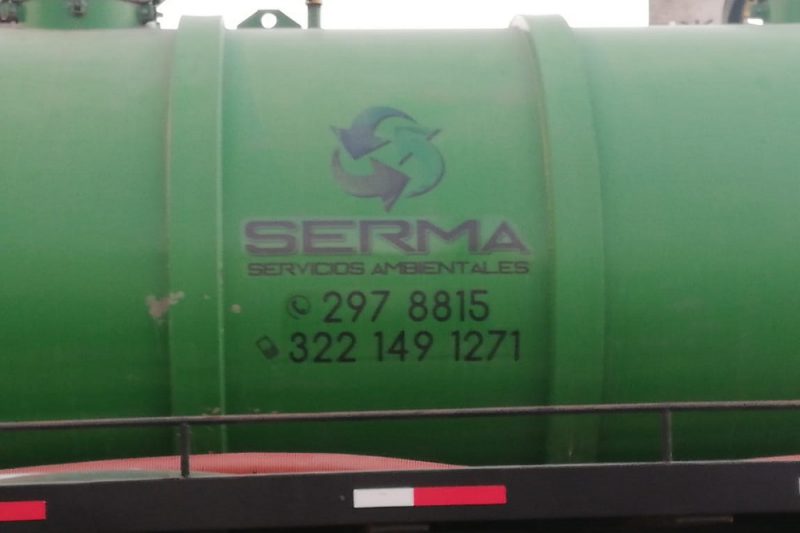 SERMA
SERVICIOS AMBIENTALES
297 8815
322 149 1271